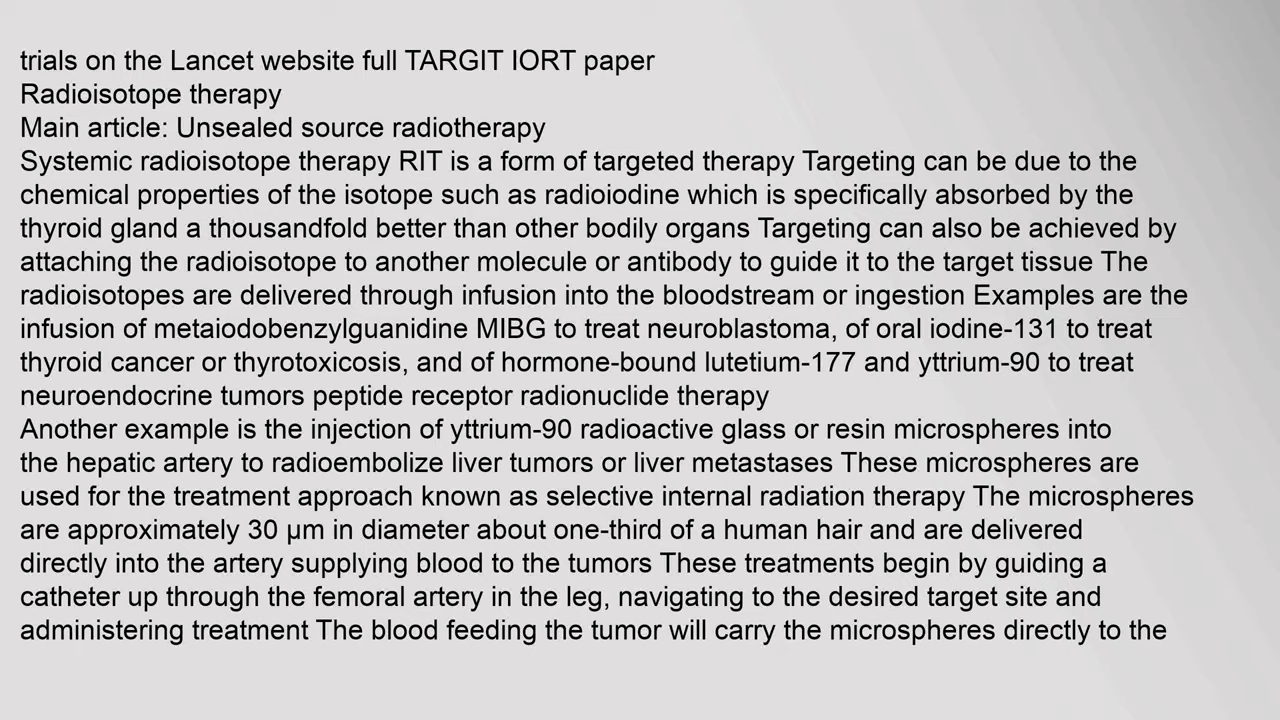 trials on the Lancet website full TARGIT IORT paper
Radioisotope therapy
Main article: Unsealed source radiotherapy
Systemic radioisotope therapy RIT is a form of targeted therapy Targeting can be due to the
chemical properties of the isotope such as radioiodine which is specifically absorbed by the
thyroid gland a thousandfold better than other bodily organs Targeting can also be achieved by
attaching the radioisotope to another molecule or antibody to guide it to the target tissue The
radioisotopes are delivered through infusion into the bloodstream or ingestion Examples are the
infusion of metaiodobenzylguanidine MIBG to treat neuroblastoma, of oral iodine-131 to treat
thyroid cancer or thyrotoxicosis, and of hormone-bound lutetium-177 and yttrium-90 to treat
neuroendocrine tumors peptide receptor radionuclide therapy
Another example is the injection of yttrium-90 radioactive glass or resin microspheres into
the hepatic artery to radioembolize liver tumors or liver metastases These microspheres are
used for the treatment approach known as selective internal radiation therapy The microspheres
are approximately 30 µm in diameter about one-third of a human hair and are delivered
directly into the artery supplying blood to the tumors These treatments begin by guiding a
catheter up through the femoral artery in the leg, navigating to the desired target site and
administering treatment The blood feeding the tumor will carry the microspheres directly to the